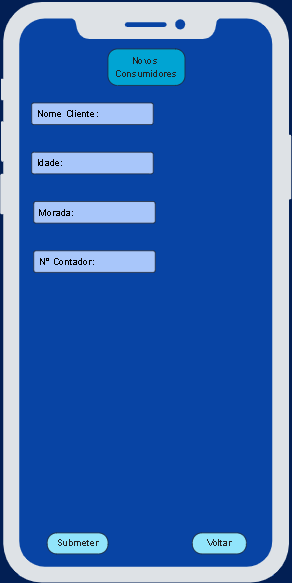 Novos
Consumidores
Nome Cliente:
Idade:
Morada:
Nº Contador:
Submeter
Voltar